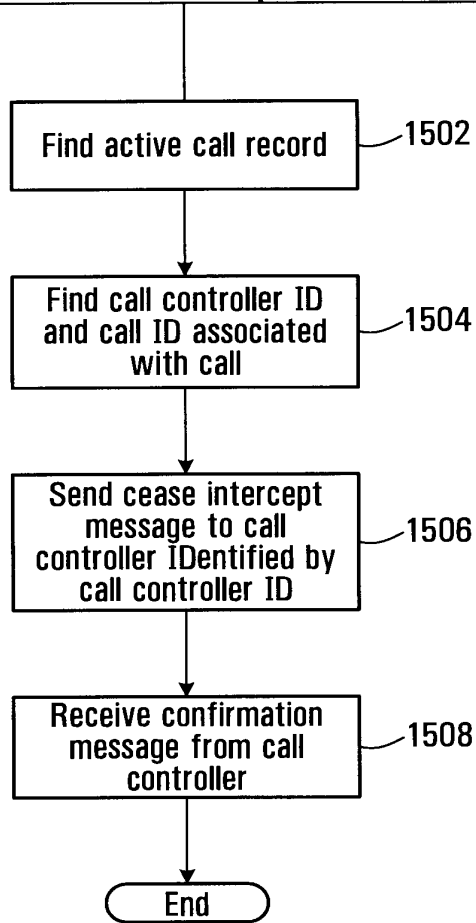 Find active call record
1502
Find call controller ID
and call ID associated
with call
1504
Send cease intercept
message to call
controller IDentified by
call controller ID
1506
Receive confirmation
message from call
controller
1508
End